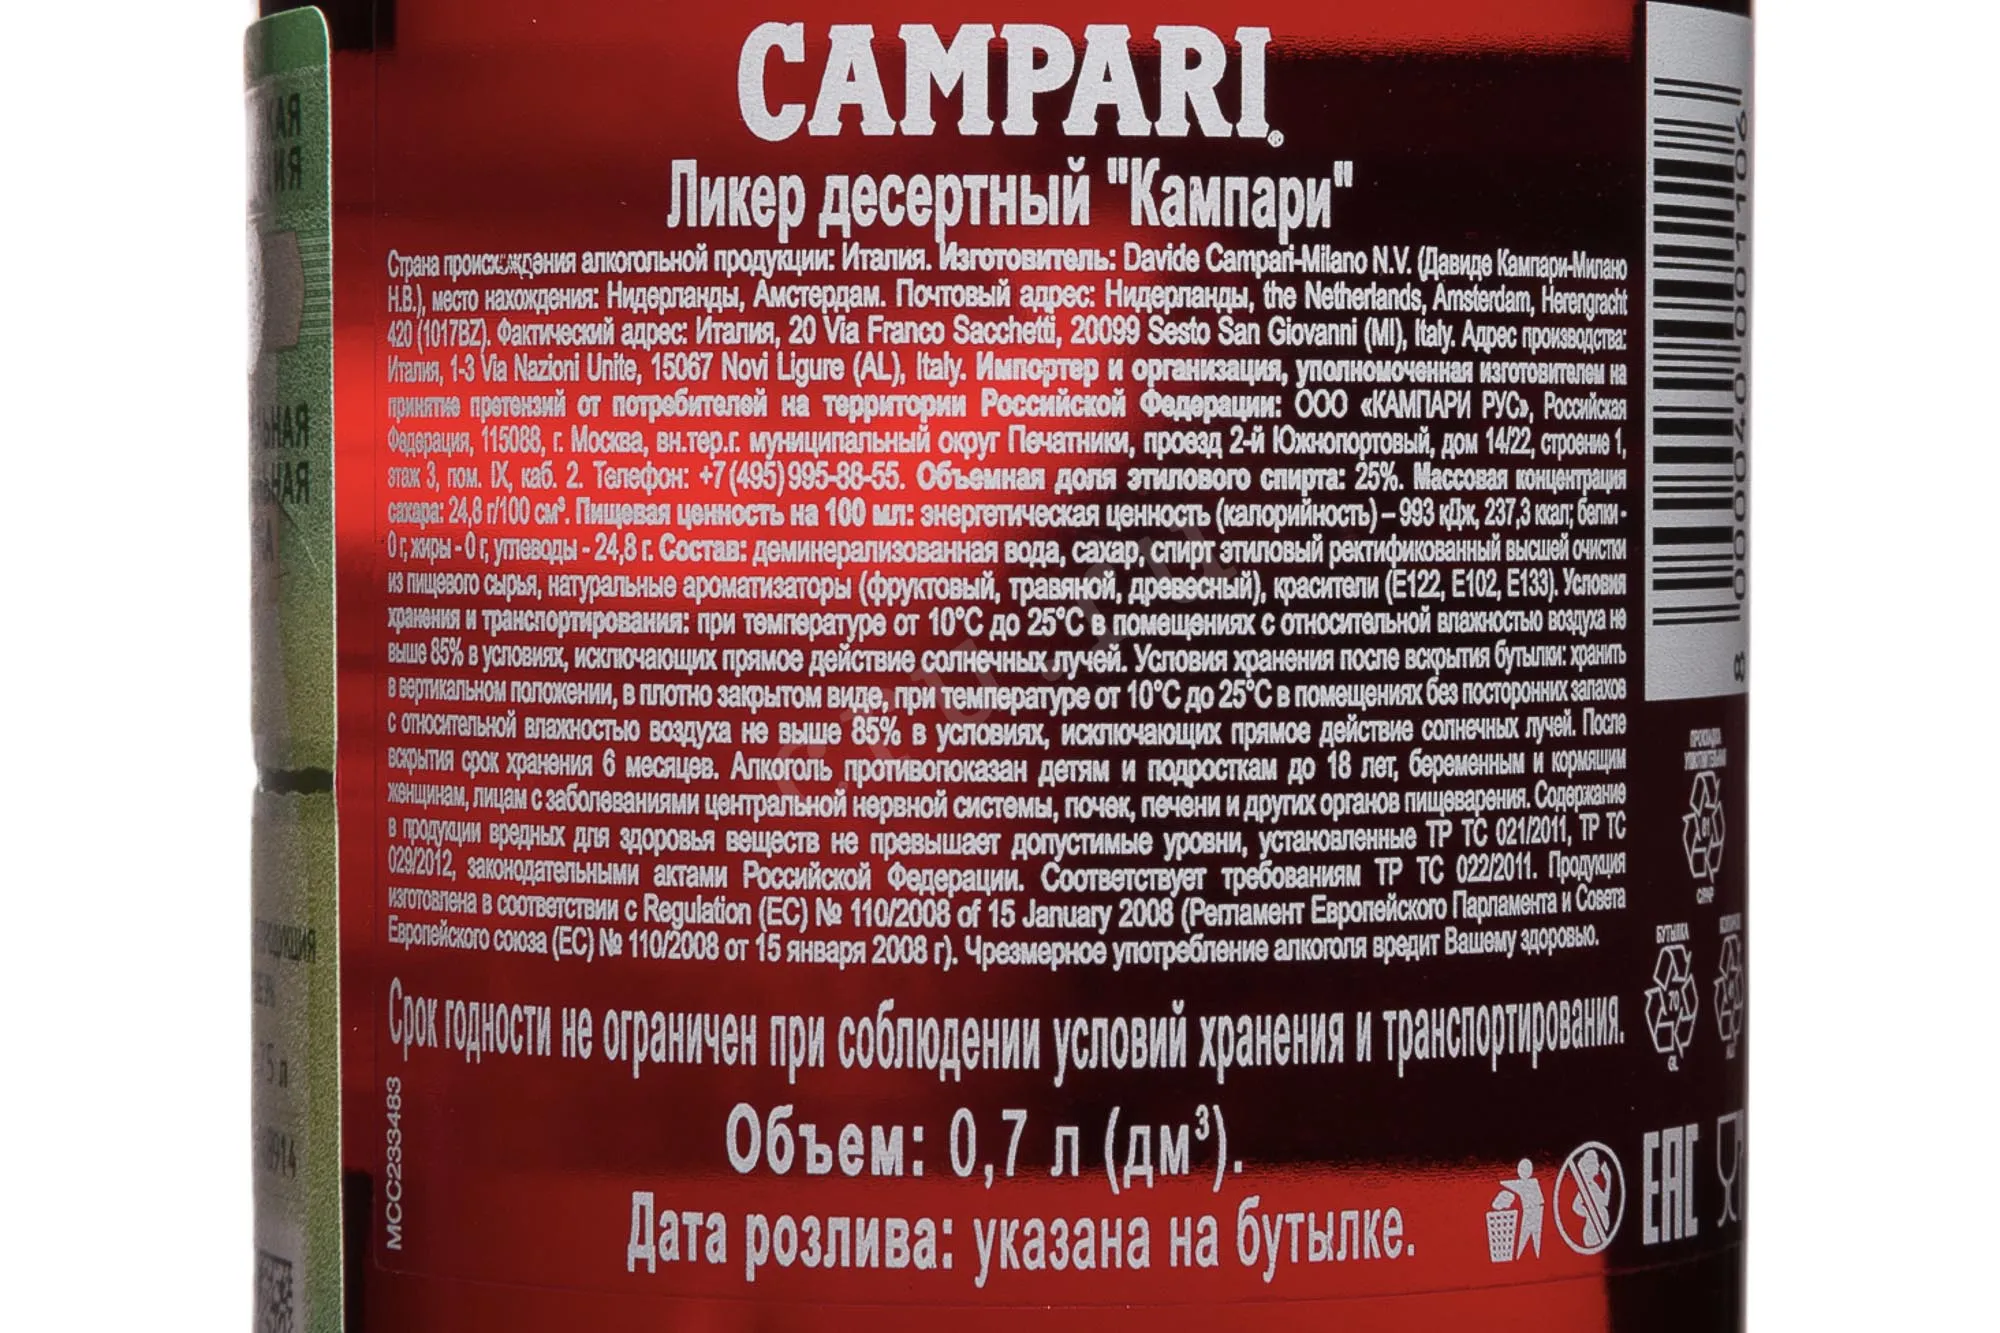 CAMPARI®
Ликер десертный "Кампари"
Страна происхождения алкогольной продукции: Италия. Изготовитель: Davide Campari-Milano N.V. (Давиде Кампари-Милано
Н.В.), место нахождения: Нидерланды, Амстердам. Почтовый адрес: Нидерланды, the Netherlands, Amsterdam, Herengracht
420 (1017BZ). Фактический адрес: Италия, 20 Via Franco Sacchetti, 20099 Sesto San Giovanni (MI), Italy. Адрес производства:
Италия, 1-3 Via Nazioni Unite, 15067 Novi Ligure (AL), Italy. Импортер и организация, уполномоченная изготовителем на
принятие претензий от потребителей на территории Российской Федерации: ООО «КАМПАРИ РУС», Российская
Федерация, 115088, г. Москва, вн.тер.г. муниципальный округ Печатники, проезд 2-й Южнопортовый, дом 14/22, строение 1,
этаж 3, пом. IX, каб. 2. Телефон: +7 (495) 995-88-55. Объемная доля этилового спирта: 25%. Массовая концентрация
сахара: 24,8 г/100 см³. Пищевая ценность на 100 мл: энергетическая ценность (калорийность) – 993 кДж, 237,3 ккал; белки -
0 г, жиры - 0 г, углеводы - 24,8 г. Состав: деминерализованная вода, сахар, спирт этиловый ректификованный высшей очистки
из пищевого сырья, натуральные ароматизаторы (фруктовый, травяной, древесный), красители (E122, E102, E133). Условия
хранения и транспортирования: при температуре от 10°C до 25°C в помещениях с относительной влажностью воздуха не
выше 85% в условиях, исключающих прямое действие солнечных лучей. Условия хранения после вскрытия бутылки: хранить
в вертикальном положении, в плотно закрытом виде, при температуре от 10°C до 25°C в помещениях без посторонних запахов
с относительной влажностью воздуха не выше 85% в условиях, исключающих прямое действие солнечных лучей. После
вскрытия срок хранения 6 месяцев. Алкоголь противопоказан детям и подросткам до 18 лет, беременным и кормящим
женщинам, лицам с заболеваниями центральной нервной системы, почек, печени и других органов пищеварения. Содержание
в продукции вредных для здоровья веществ не превышает допустимые уровни, установленные ТР ТС 021/2011, ТР ТС
029/2012, законодательными актами Российской Федерации. Соответствует требованиям ТР ТС 022/2011. Продукция
изготовлена в соответствии с Regulation (EC) № 110/2008 of 15 January 2008 (Регламент Европейского Парламента и Совета
Европейского союза (ЕС) № 110/2008 от 15 января 2008 г). Чрезмерное употребление алкоголя вредит Вашему здоровью.
Срок годности не ограничен при соблюдении условий хранения и транспортирования.
Объем: 0,7 л (дм³).
Дата розлива: указана на бутылке.
MCC233483
8 000040 001106
ПРОКЛАДКА
УПЛОТНИТЕЛЬНАЯ
81
C/PAP
БУТЫЛКА
70
GL
EAC
cru.ru